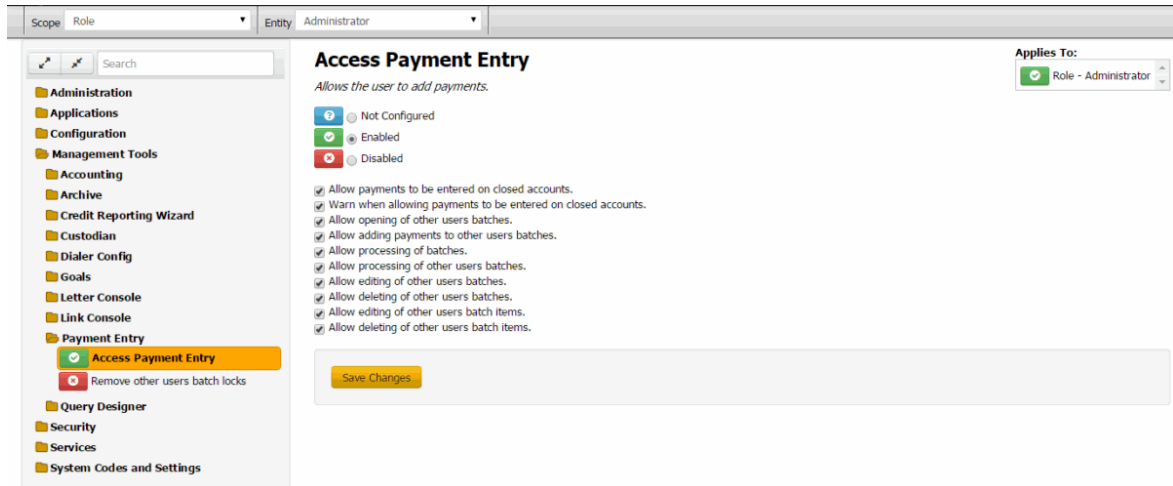 Scope Role Entity Administrator
Search
Administration
Applications
Configuration
Management Tools
Accounting
Archive
Credit Reporting Wizard
Custodian
Dialer Config
Goals
Letter Console
Link Console
Payment Entry
Access Payment Entry
Remove other users batch locks
Query Designer
Security
Services
System Codes and Settings
Access Payment Entry
Allows the user to add payments.
Not Configured
Enabled
Disabled
Allow payments to be entered on closed accounts.
Warn when allowing payments to be entered on closed accounts.
Allow opening of other users batches.
Allow adding payments to other users batches.
Allow processing of batches.
Allow processing of other users batches.
Allow editing of other users batches.
Allow deleting of other users batches.
Allow editing of other users batch items.
Allow deleting of other users batch items.
Save Changes
Applies To:
Role - Administrator